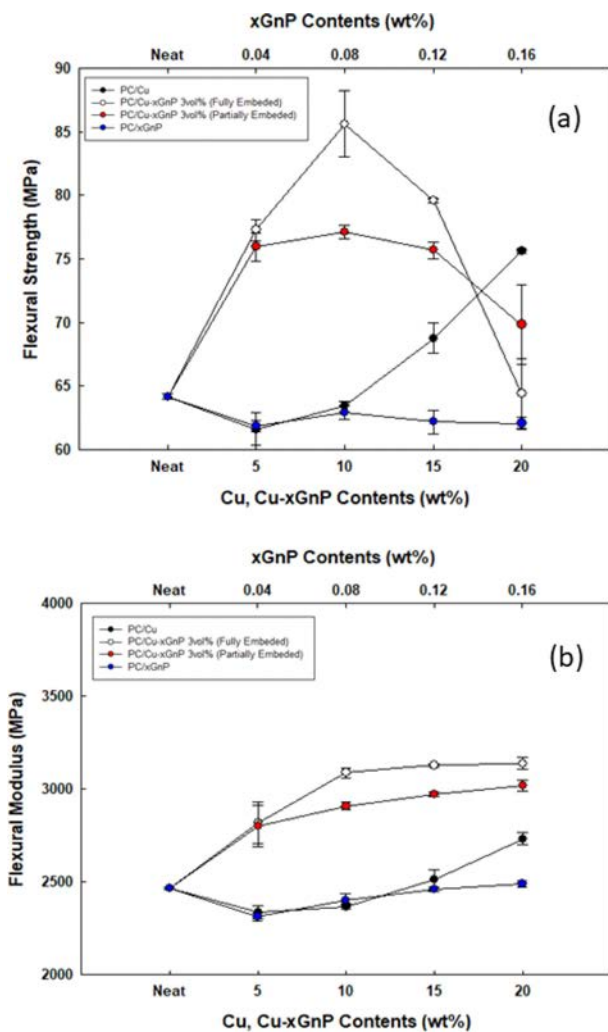 xGnP Contents (wt%)
Neat 0.04 0.08 0.12 0.16
90
85
80
75
70
65
60
Flexural Strength (MPa)
PC/Cu
PC/Cu-xGnP 3vol% (Fully Embeded)
PC/Cu-xGnP 3vol% (Partially Embeded)
PC/xGnP
(a)
Neat 5 10 15 20
Cu, Cu-xGnP Contents (wt%)
xGnP Contents (wt%)
Neat 0.04 0.08 0.12 0.16
4000
3500
3000
2500
2000
Flexural Modulus (MPa)
PC/Cu
PC/Cu-xGnP 3vol% (Fully Embeded)
PC/Cu-xGnP 3vol% (Partially Embeded)
PC/xGnP
(b)
Neat 5 10 15 20
Cu, Cu-xGnP Contents (wt%)